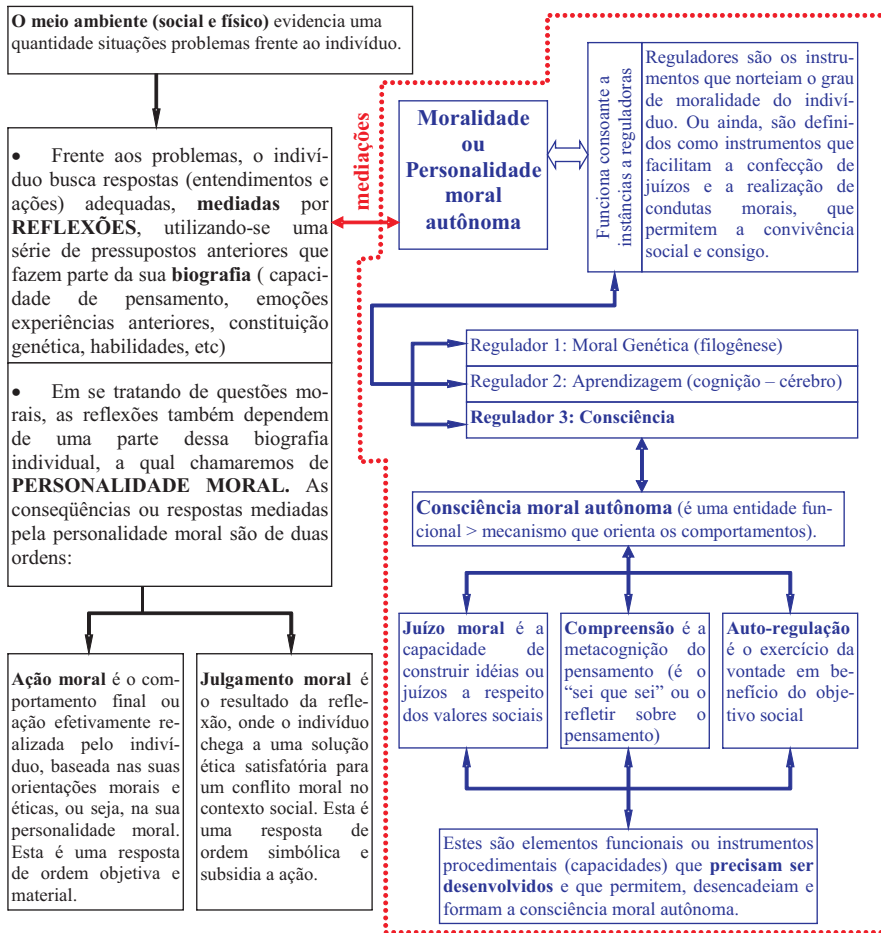 O meio ambiente (social e físico) evidencia uma
quantidade situações problemas frente ao indivíduo.
• Frente aos problemas, o indiví-
duo busca respostas (entendimentos e
ações) adequadas, mediadas por
REFLEXÕES, utilizando-se uma
série de pressupostos anteriores que
fazem parte da sua biografia ( capaci-
dade de pensamento, emoções
experiências anteriores, constituição
genética, habilidades, etc)
• Em se tratando de questões mo-
rais, as reflexões também dependem
de uma parte dessa biografia
individual, a qual chamaremos de
PERSONALIDADE MORAL. As
conseqüências ou respostas mediadas
pela personalidade moral são de duas
ordens:
Ação moral é o com-
portamento final ou
ação efetivamente rea-
lizada pelo indiví-
duo, baseada nas suas
orientações morais e
éticas, ou seja, na sua
personalidade moral.
Esta é uma resposta
de ordem objetiva e
material.
Julgamento moral é
o resultado da refle-
xão, onde o indivíduo
chega a uma solução
ética satisfatória para
um conflito moral no
contexto social. Esta é
uma resposta de
ordem simbólica e
subsidia a ação.
mediações
Moralidade
ou
Personalidade
moral
autônoma
Funciona consoante a
instâncias a reguladoras
Reguladores são os instru-
mentos que norteiam o grau
de moralidade do indiví-
duo. Ou ainda, são defini-
dos como instrumentos que
facilitam a confecção de
juízos e a realização de
condutas morais, que
permitem a convivência
social e consigo.
Regulador 1: Moral Genética (filogênese)
Regulador 2: Aprendizagem (cognição – cérebro)
Regulador 3: Consciência
Consciência moral autônoma (é uma entidade fun-
cional > mecanismo que orienta os comportamentos).
Juízo moral é a
capacidade de
construir idéias ou
juízos a respeito
dos valores sociais
Compreensão é a
metacognição do
pensamento (é o
“sei que sei” ou o
refletir sobre o
pensamento)
Auto-regulação
é o exercício da
vontade em be-
nefício do obje-
tivo social
Estes são elementos funcionais ou instrumentos
procedimentais (capacidades) que precisam ser
desenvolvidos e que permitem, desencadeiam e
formam a consciência moral autônoma.